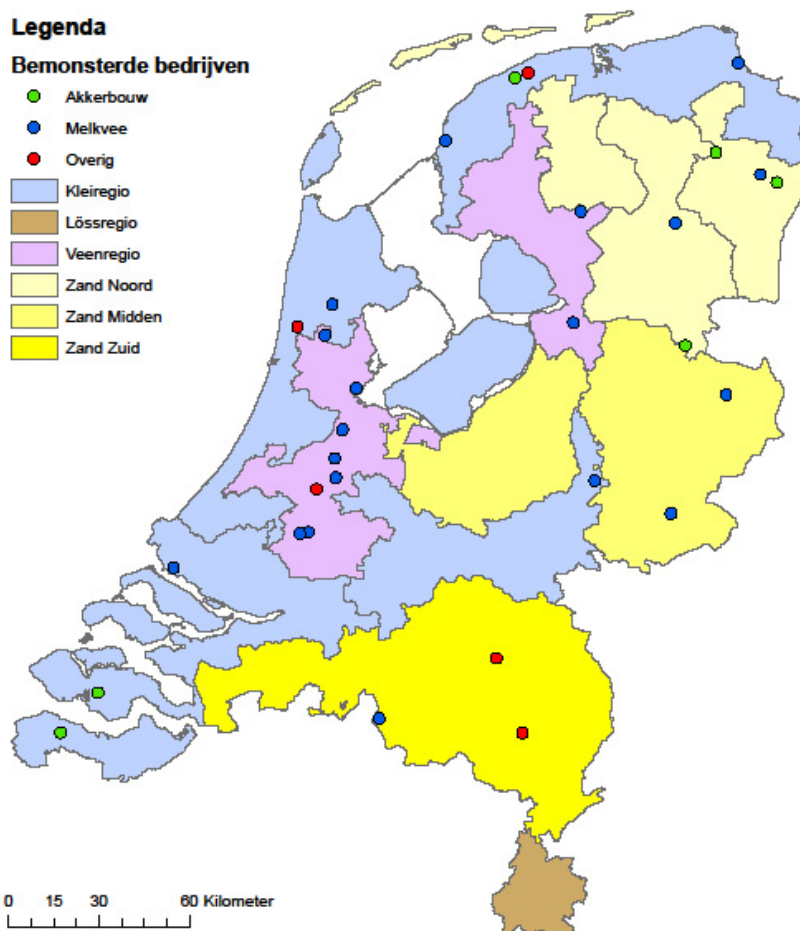 Legenda
Bemonsterde bedrijven
Akkerbouw
Melkvee
Overig
Kleiregio
Lössregio
Veenregio
Zand Noord
Zand Midden
Zand Zuid
0 15 30 60 Kilometer